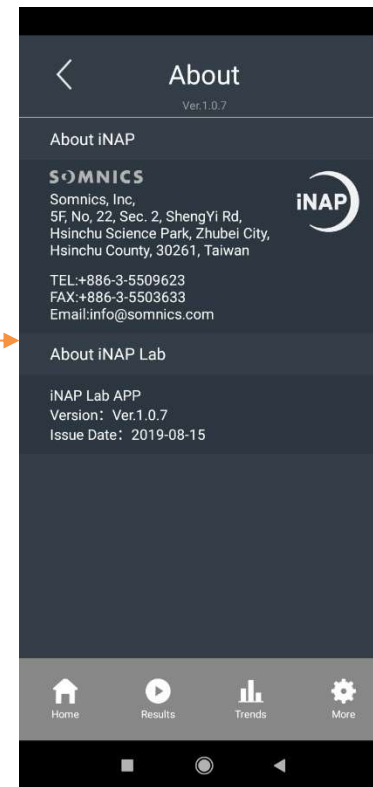 About
Ver.1.0.7
About iNAP
SOMNICS
iNAP
Somnics, Inc,
5F, No, 22, Sec. 2, ShengYi Rd,
Hsinchu Science Park, Zhubei City,
Hsinchu County, 30261, Taiwan
TEL:+886-3-5509623
FAX:+886-3-5503633
Email:info@somnics.com
About iNAP Lab
iNAP Lab APP
Version：Ver.1.0.7
Issue Date：2019-08-15
Home
Results
Trends
More